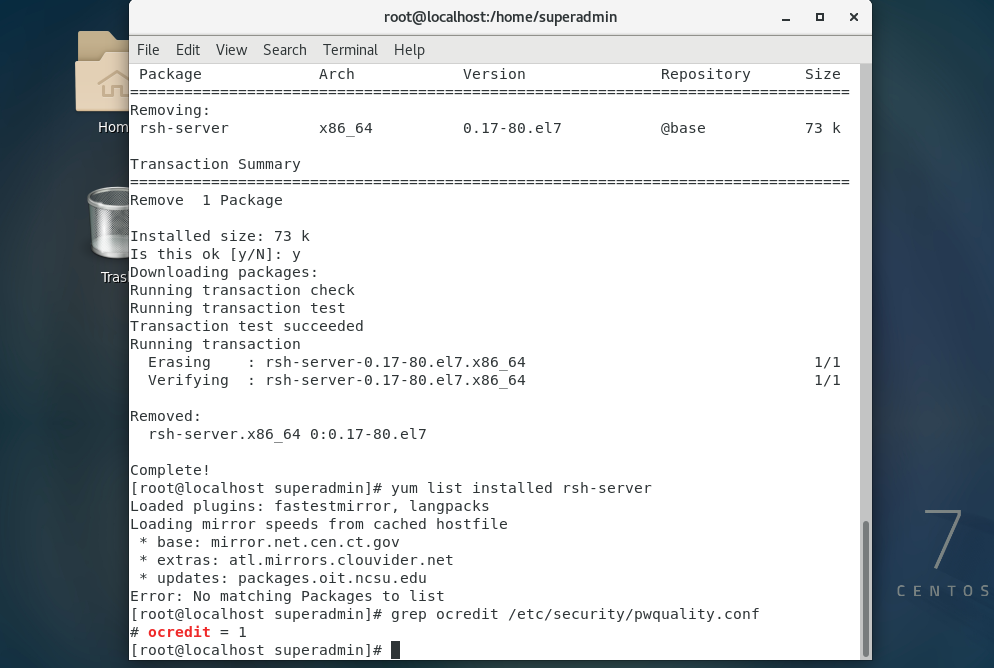 root@localhost:/home/superadmin
File Edit View Search Terminal Help
Package Arch Version Repository Size
================================================================================
Removing:
rsh-server x86_64 0.17-80.el7 @base 73 k
Transaction Summary
================================================================================
Remove  1 Package
Installed size: 73 k
Is this ok [y/N]: y
Downloading packages:
Running transaction check
Running transaction test
Transaction test succeeded
Running transaction
Erasing    : rsh-server-0.17-80.el7.x86_64 1/1
Verifying  : rsh-server-0.17-80.el7.x86_64 1/1
Removed:
rsh-server.x86_64 0:0.17-80.el7
Complete!
[root@localhost superadmin]# yum list installed rsh-server
Loaded plugins: fastestmirror, langpacks
Loading mirror speeds from cached hostfile
* base: mirror.net.cen.ct.gov
* extras: atl.mirrors.clouvider.net
* updates: packages.oit.ncsu.edu
Error: No matching Packages to list
[root@localhost superadmin]# grep ocredit /etc/security/pwquality.conf
# ocredit = 1
[root@localhost superadmin]#
Hom
Tras
7
CENTOS